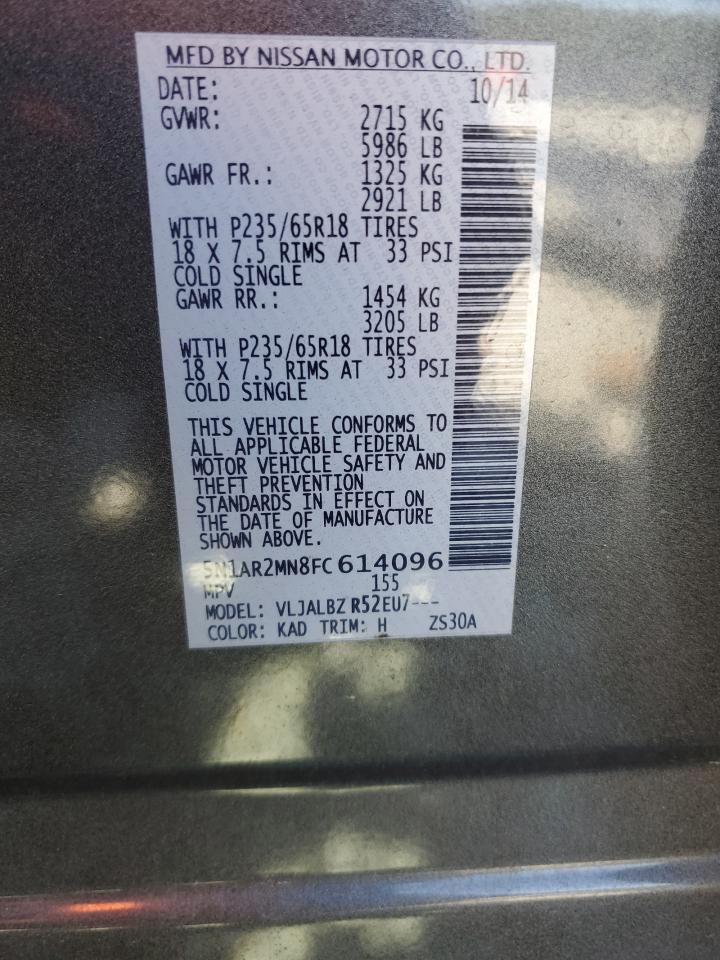 MFD BY NISSAN MOTOR CO., LTD.
DATE: 10/14
GVWR: 2715 KG
5986 LB
GAWR FR.: 1325 KG
2921 LB
WITH P235/65R18 TIRES
18 X 7.5 RIMS AT 33 PSI
COLD SINGLE
GAWR RR.: 1454 KG
3205 LB
WITH P235/65R18 TIRES
18 X 7.5 RIMS AT 33 PSI
COLD SINGLE
THIS VEHICLE CONFORMS TO
ALL APPLICABLE FEDERAL
MOTOR VEHICLE SAFETY AND
THEFT PREVENTION
STANDARDS IN EFFECT ON
THE DATE OF MANUFACTURE
SHOWN ABOVE.
5N1AR2MN8FC614096
MPV 155
MODEL: VLJALBZ R52EU7---
COLOR: KAD TRIM: H ZS30A